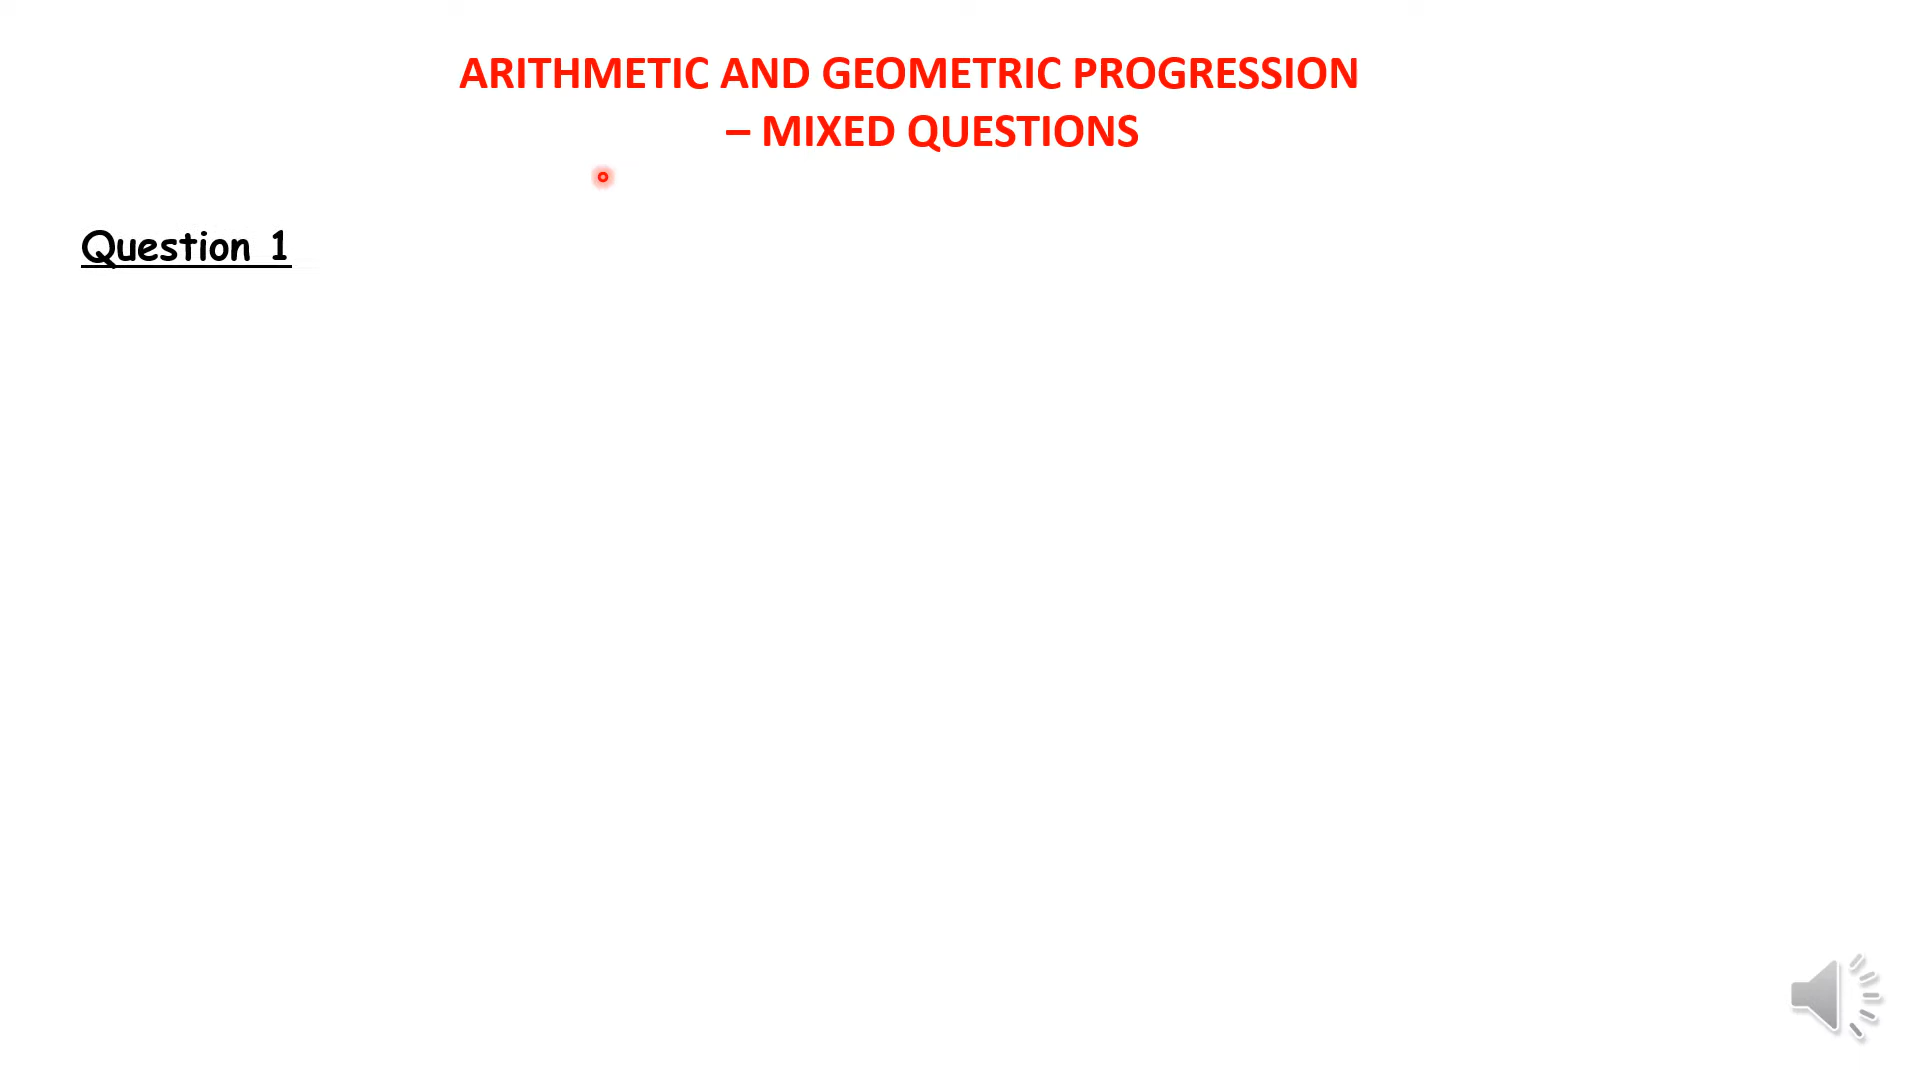 ARITHMETIC AND GEOMETRIC PROGRESSION
– MIXED QUESTIONS
Question 1